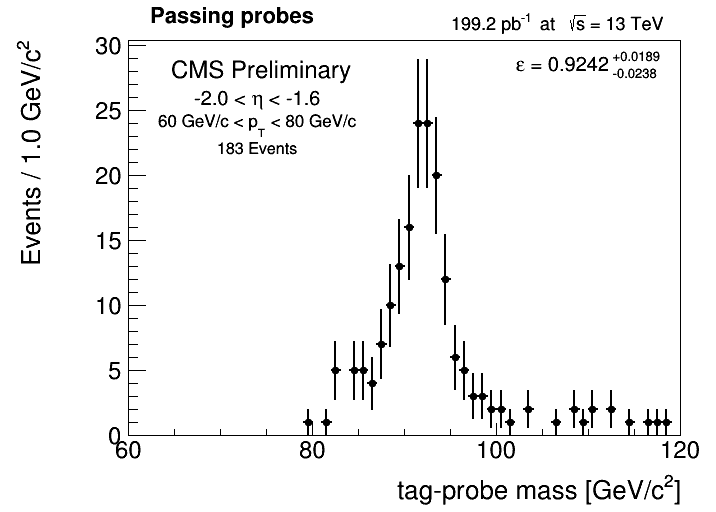 Passing probes
199.2 pb⁻¹ at √s = 13 TeV
CMS Preliminary
-2.0 < η < -1.6
60 GeV/c < p_T < 80 GeV/c
183 Events
ε = 0.9242 +0.0189 -0.0238
Events / 1.0 GeV/c²
30
25
20
15
10
5
0
60 80 100 120
tag-probe mass [GeV/c²]